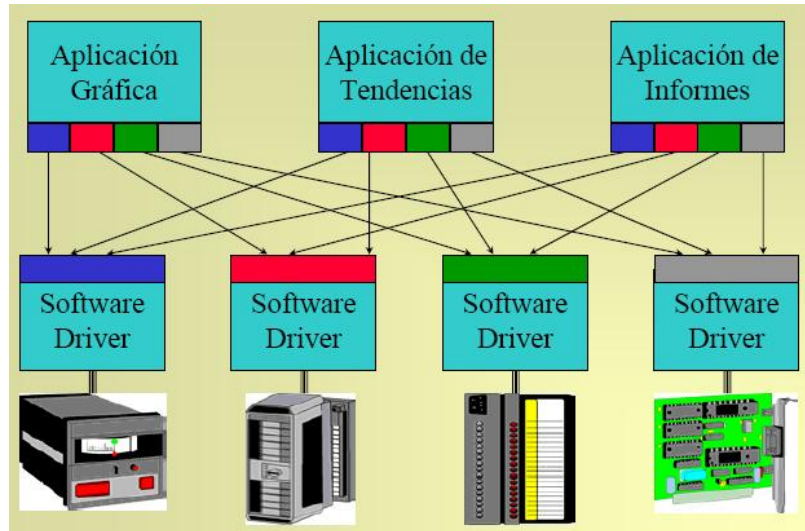 Aplicación
Gráfica
Aplicación de
Tendencias
Aplicación de
Informes
Software
Driver
Software
Driver
Software
Driver
Software
Driver